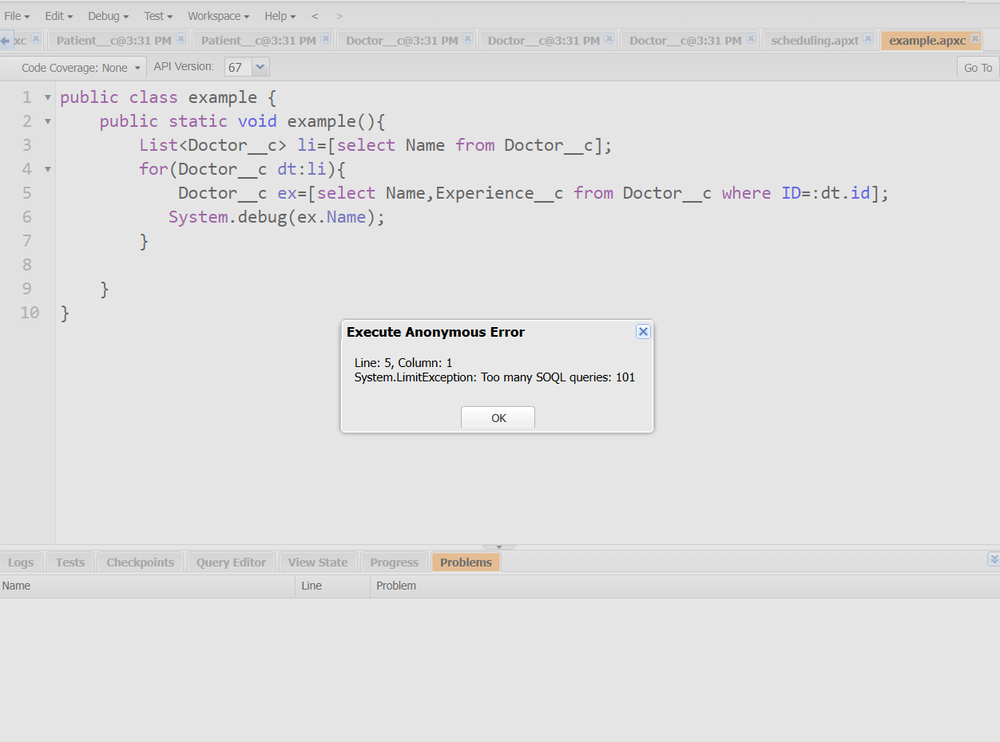 File Edit Debug Test Workspace Help < >
xc Patient__c@3:31 PM Patient__c@3:31 PM Doctor__c@3:31 PM Doctor__c@3:31 PM Doctor__c@3:31 PM scheduling.apxt example.apxc
Code Coverage: None API Version: 67 Go To
1 public class example {
2 public static void example(){
3 List<Doctor__c> li=[select Name from Doctor__c];
4 for(Doctor__c dt:li){
5 Doctor__c ex=[select Name,Experience__c from Doctor__c where ID=:dt.id];
6 System.debug(ex.Name);
7 }
8
9 }
10 }
Execute Anonymous Error
Line: 5, Column: 1
System.LimitException: Too many SOQL queries: 101
OK
Logs Tests Checkpoints Query Editor View State Progress Problems
Name Line Problem